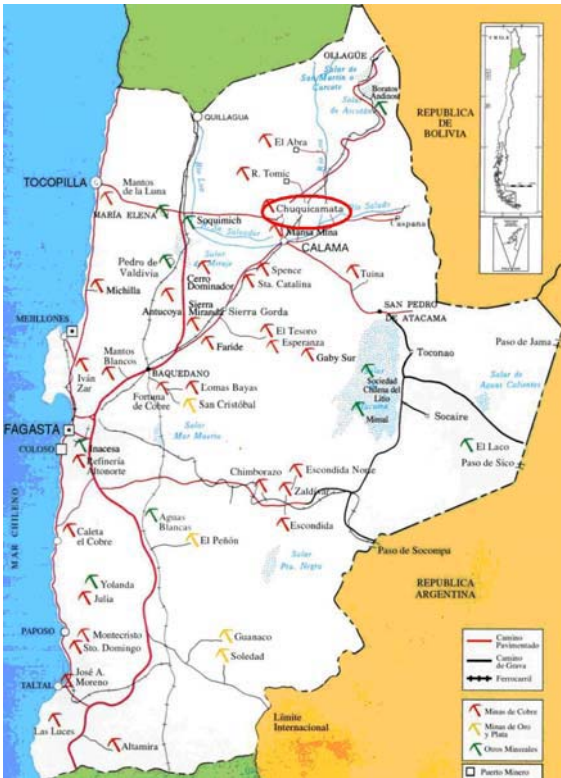 OLLAGÜE
CHILE
Salar de
San Martín o
Carcote
Boratos
Andinos
Salar
de Ascotán
REPUBLICA
DE
BOLIVIA
QUILLAGUA
Río Loa
El Abra
R. Tomic
TOCOPILLA
Mantos
de la Luna
MARÍA ELENA
Soquimich
Chuquicamata
Río Salado
Caspana
Mansa Mina
CALAMA
Pedro de
Valdivia
Salar
Cerro
Dominador
Spence
Sta. Catalina
Tuina
Michilla
Antucoya
Sierra
Miranda
Sierra Gorda
SAN PEDRO
DE ATACAMA
MEJILLONES
El Tesoro
Esperanza
Faride
Gaby Sur
Toconao
Paso de Jama
Mantos
Blancos
Iván
Zar
BAQUEDANO
Sociedad
Chilena del
Litio
Salar de
Aguas Calientes
Fortuna
de Cobre
Lomas Bayas
San Cristóbal
Minsal
Socaire
FAGASTA
Salar
Mar Muerto
COLOSO
Inacesa
Refinería
Altonorte
El Laco
Paso de Sico
Chimborazo
Escondida Norte
Zaldívar
MAR CHILENO
Caleta
el Cobre
Aguas
Blancas
El Peñón
Escondida
Paso de Socompa
Salar
Pta. Negra
Yolanda
Julia
REPÚBLICA
ARGENTINA
PAPOSO
Montecristo
Sto. Domingo
Guanaco
Soledad
TALTAL
José A.
Moreno
Las Luces
Altamira
Límite
Internacional
Camino
Pavimentado
Camino
de Grava
Ferrocarril
Minas de Cobre
Minas de Oro
y Plata
Otros Minerales
Puerto Minero